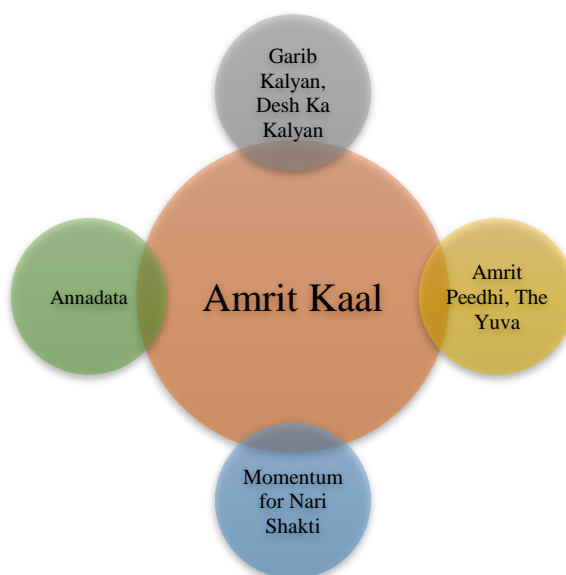 Garib
Kalyan,
Desh Ka
Kalyan
Annadata
Amrit Kaal
Amrit
Peedhi, The
Yuva
Momentum
for Nari
Shakti